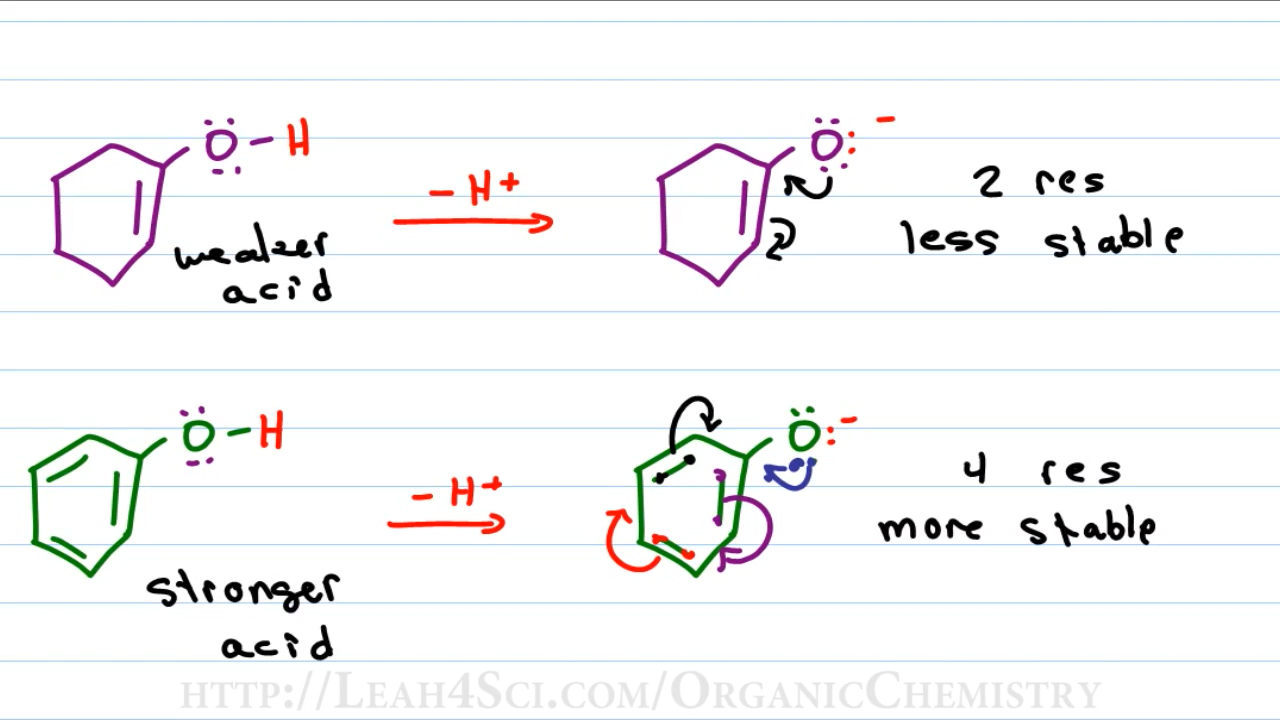 O - H
- H+
O -
2 res
less stable
weaker
acid
O - H
- H+
O -
4 res
more stable
stronger
acid
HTTP://LEAH4SCI.COM/ORGANICCHEMISTRY